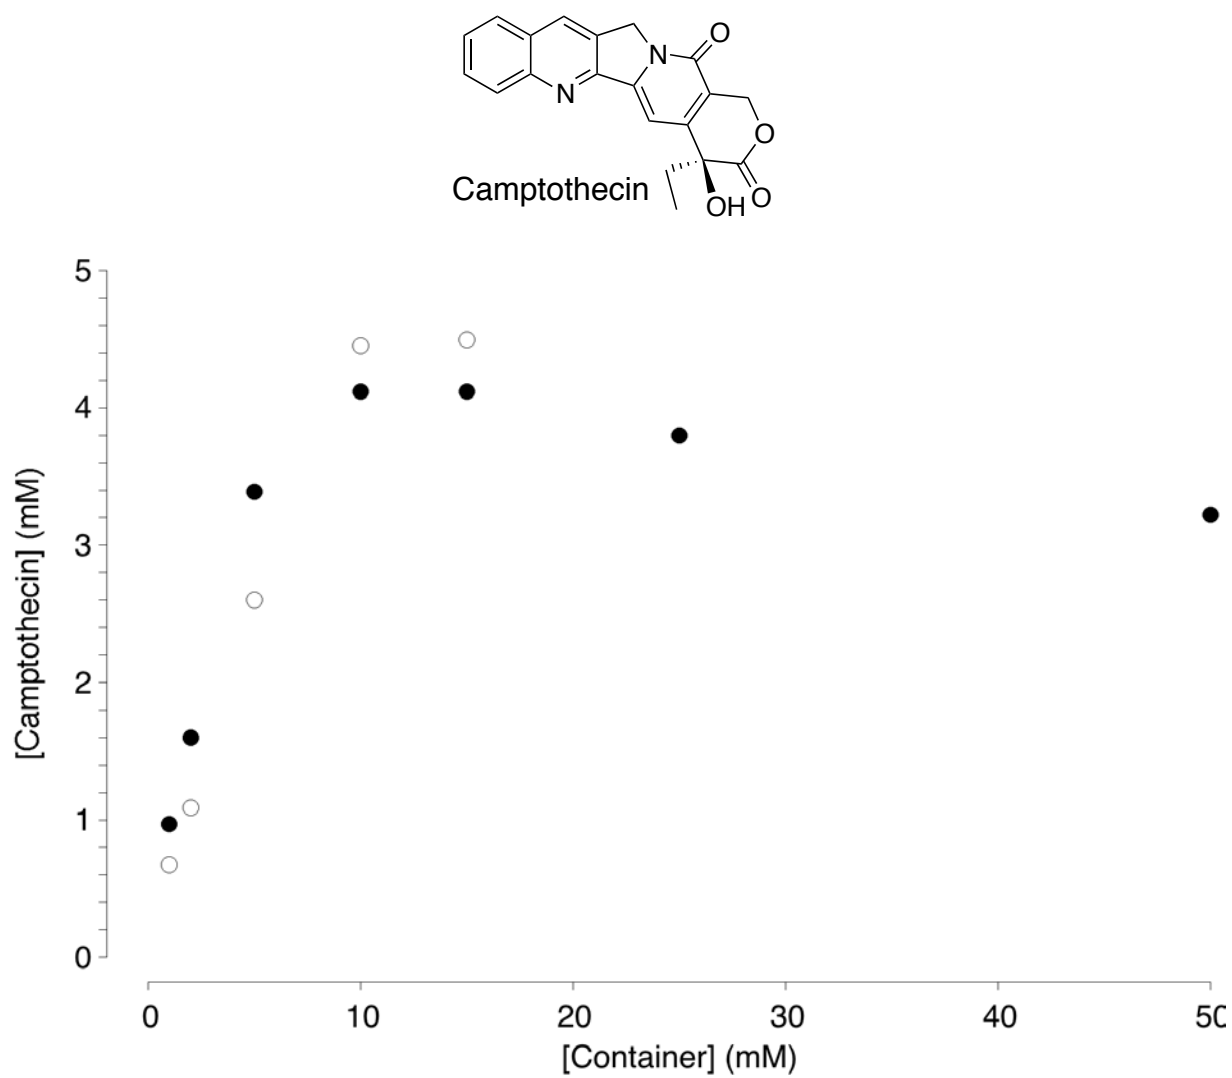 O
N
N
O
O
Camptothecin
OH
5
4
3
2
1
0
[Camptothecin] (mM)
0 10 20 30 40 50
[Container] (mM)